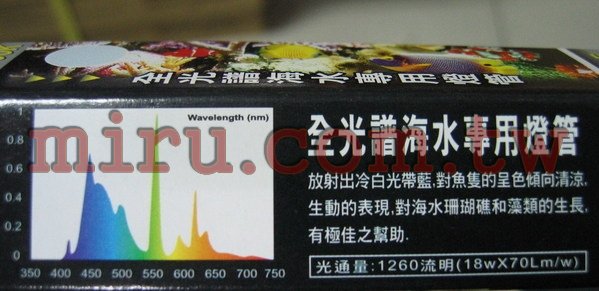 全光譜海水專用燈管
Wavelength (nm)
1
0.8
0.6
0.4
0.2
0
350 400 450 500 550 600 650 700 750
全光譜海水專用燈管
放射出冷白光帶藍,對魚隻的呈色傾向清涼,
生動的表現,對海水珊瑚礁和藻類的生長,
有極佳之幫助.
光通量:1260流明(18wX70Lm/w)
miru.com.tw